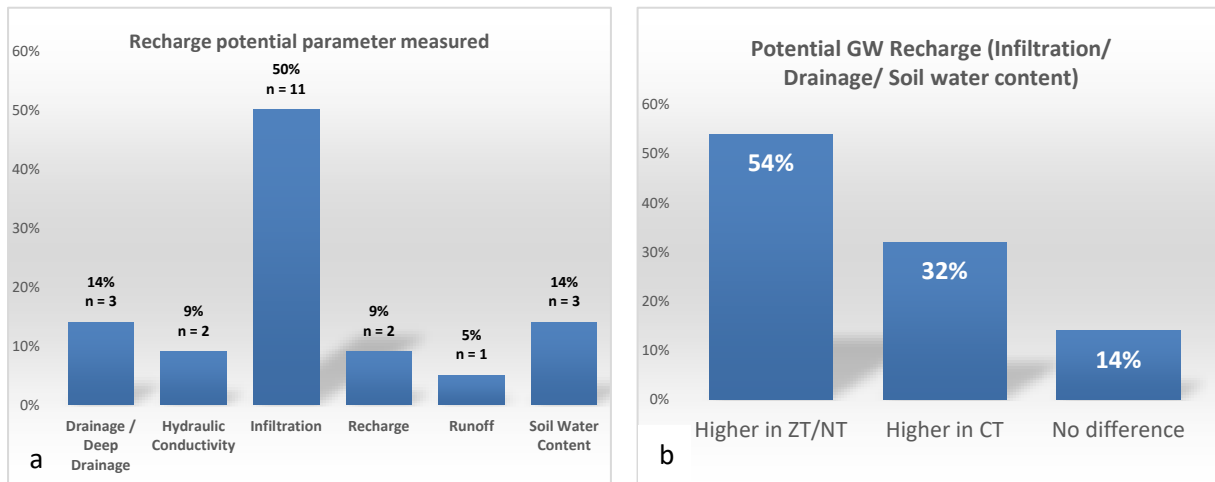 Recharge potential parameter measured
60%
50%
40%
30%
20%
10%
0%
14%
n = 3
9%
n = 2
50%
n = 11
9%
n = 2
5%
n = 1
14%
n = 3
Drainage /
Deep
Drainage
Hydraulic
Conductivity
Infiltration
Recharge
Runoff
Soil Water
Content
a
Potential GW Recharge (Infiltration/
Drainage/ Soil water content)
60%
50%
40%
30%
20%
10%
0%
54%
32%
14%
Higher in ZT/NT
Higher in CT
No difference
b